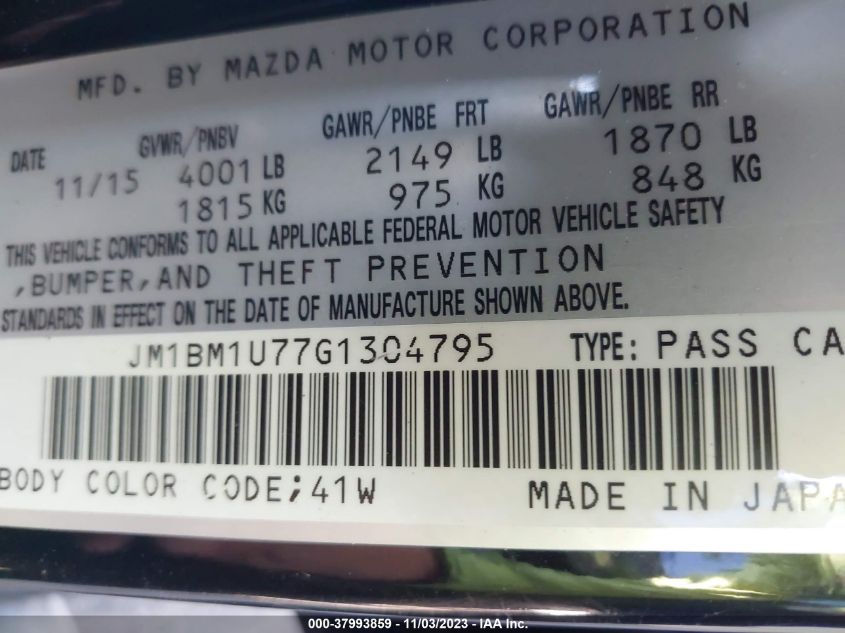 MFD. BY MAZDA MOTOR CORPORATION
DATE GVWR/PNBV GAWR/PNBE FRT GAWR/PNBE RR
11/15 4001 LB 2149 LB 1870 LB
1815 KG 975 KG 848 KG
THIS VEHICLE CONFORMS TO ALL APPLICABLE FEDERAL MOTOR VEHICLE SAFETY
,BUMPER,AND THEFT PREVENTION
STANDARDS IN EFFECT ON THE DATE OF MANUFACTURE SHOWN ABOVE.
JM1BM1U77G1304795 TYPE: PASS CA
BODY COLOR CODE;41W MADE IN JAPA
000-37993859 - 11/03/2023 - IAA Inc.